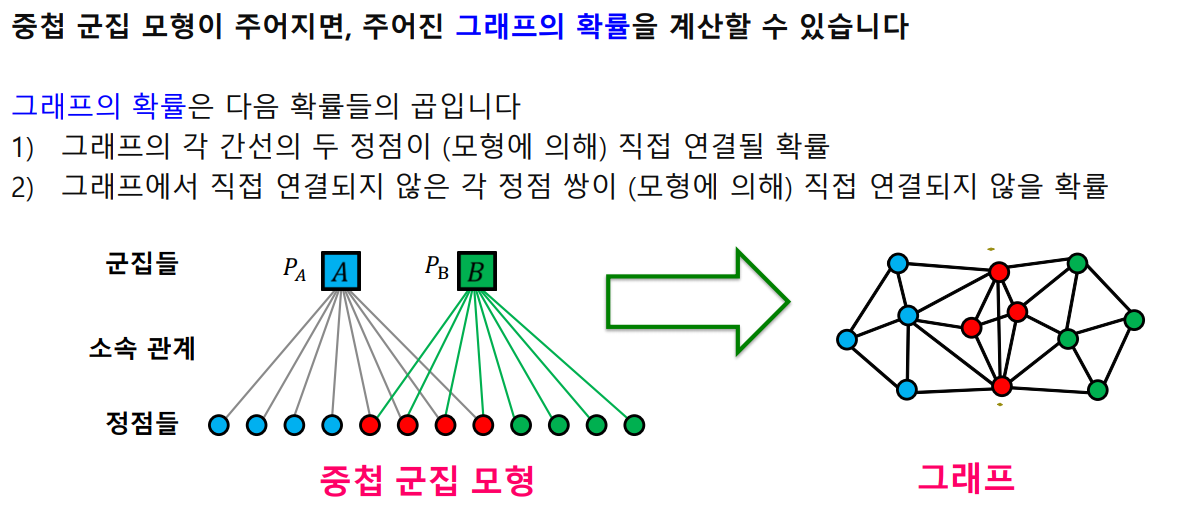 중첩 군집 모형이 주어지면, 주어진 그래프의 확률을 계산할 수 있습니다
그래프의 확률은 다음 확률들의 곱입니다
1) 그래프의 각 간선의 두 정점이 (모형에 의해) 직접 연결될 확률
2) 그래프에서 직접 연결되지 않은 각 정점 쌍이 (모형에 의해) 직접 연결되지 않을 확률
군집들 P_A A P_B B
소속 관계
정점들
중첩 군집 모형 그래프